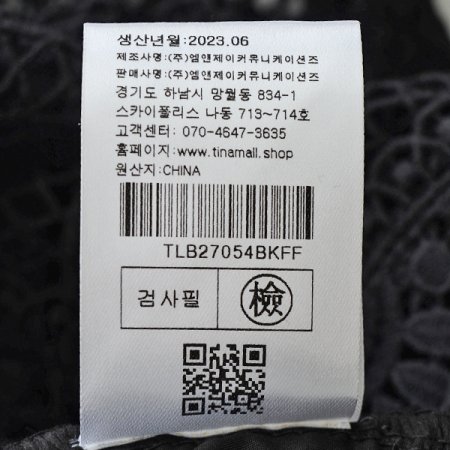 생산년월:2023.06
제조사명:(주)엠앤제이커뮤니케이션즈
판매사명:(주)엠앤제이커뮤니케이션즈
경기도 하남시 망월동 834-1
스카이폴리스 나동 713~714호
고객센터: 070-4647-3635
홈페이지:www.tinamall.shop
원산지:CHINA
TLB27054BKFF
검사필 檢